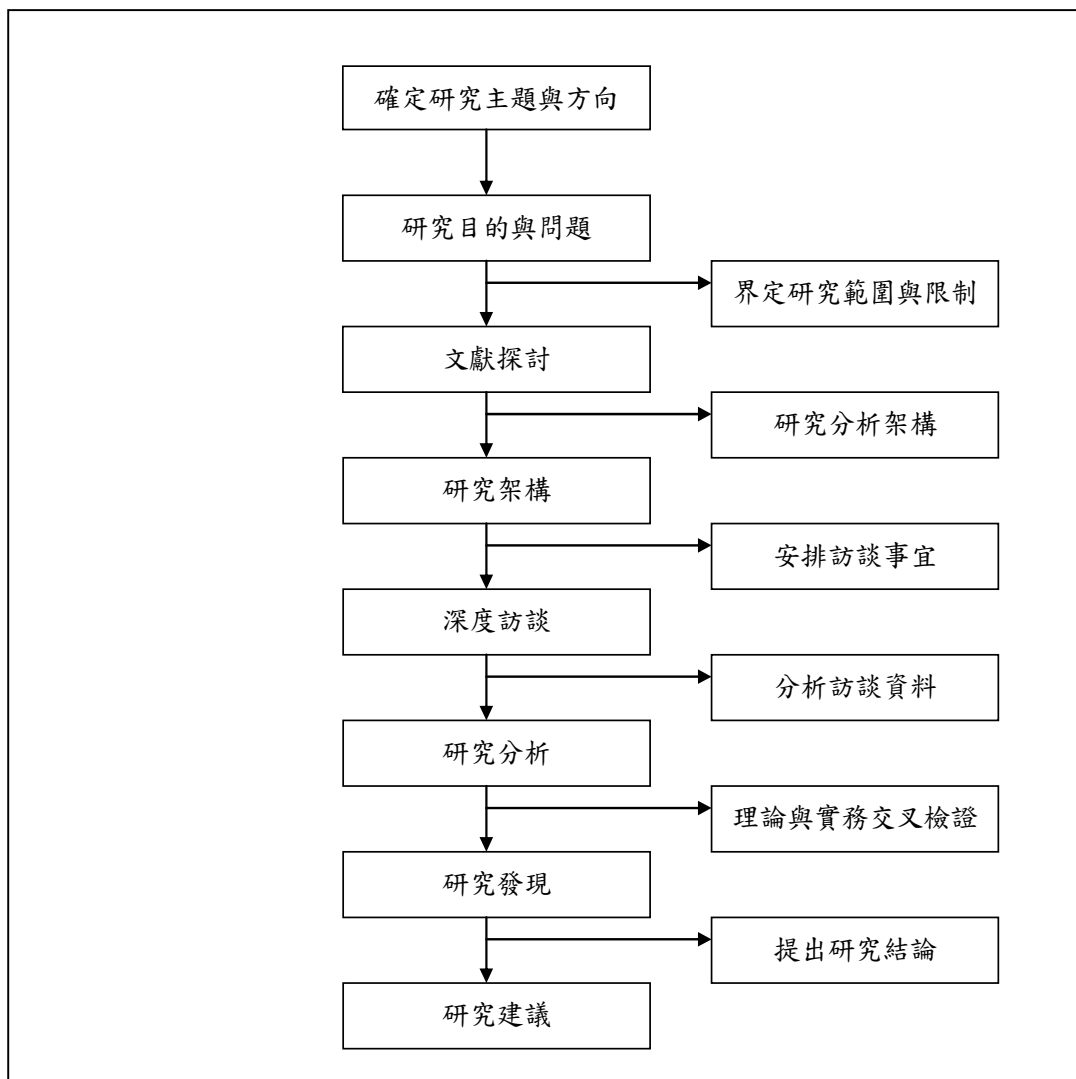 確定研究主題與方向
研究目的與問題
界定研究範圍與限制
文獻探討
研究分析架構
研究架構
安排訪談事宜
深度訪談
分析訪談資料
研究分析
理論與實務交叉檢證
研究發現
提出研究結論
研究建議